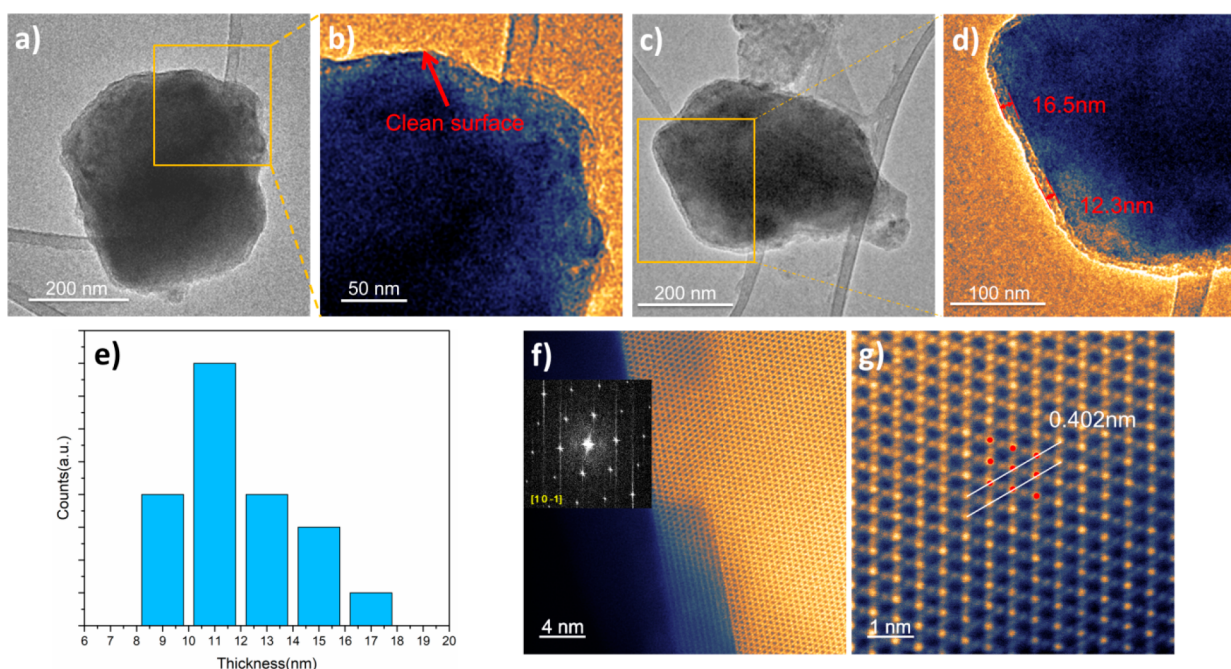 a)
200 nm
b)
Clean surface
50 nm
c)
200 nm
d)
16.5nm
12.3nm
100 nm
e)
Counts(a.u.)
6 7 8 9 10 11 12 13 14 15 16 17 18 19 20
Thickness(nm)
f)
[1 0 -1]
4 nm
g)
0.402nm
1 nm